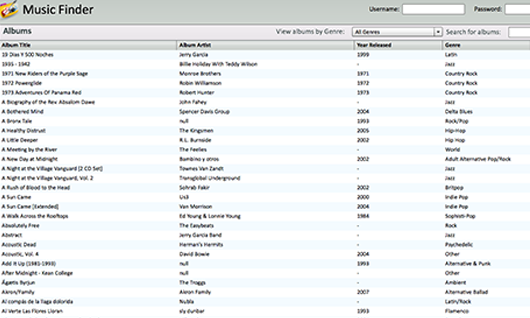 Music Finder Username: Password:
Albums View albums by Genre: All Genres Search for albums:
Album Title Album Artist Year Released Genre
19 Dias Y 500 Noches Jerry Garcia 1999 Latin
1935 - 1942 Billie Holiday With Teddy Wilson - Jazz
1971 New Riders of the Purple Sage Monroe Brothers 1971 Country Rock
1972 Powerglide Robin Williamson 1972 Country Rock
1973 Adventures Of Panama Red Robert Hunter 1973 Country Rock
A Biography of the Rev. Absalom Dawe John Fahey - Jazz
A Bothered Mind Spencer Davis Group 2004 Delta Blues
A Bronx Tale null 1993 Rock/Pop
A Healthy Distrust The Kingsmen 2005 Hip-Hop
A Little Deeper R.L. Burnside 2002 Hip-Hop
A Meeting by the River The Feelies - World
A New Day at Midnight Bambino y otros 2002 Adult Alternative Pop/Rock
A Night at the Village Vanguard [2 CD Set] Townes Van Zandt - Jazz
A Night at the Village Vanguard, Vol. 2 Transglobal Underground - Jazz
A Rush of Blood to the Head Sohrab Fakir 2002 Britpop
A Sun Came Us3 2000 Indie Pop
A Sun Came [Extended] Van Morrison 2004 Indie Pop
A Walk Across the Rooftops Ed Young & Lonnie Young 1984 Sophisti-Pop
Absolutely Free The Easybeats - Rock
Abstract Jerry Garcia Band - Jazz
Acoustic Dead Herman's Hermits - Psychedelic
Acoustic, Vol. 4 David Bowie 2004 Other
Add It Up (1981-1993) null 1993 Alternative & Punk
After Midnight - Kean College null - Other
Ágætis Byrjun The Troggs - Ambient
Akron/Family Akron Family 2007 Alternative Ballad
Al compás de la llaga dolorida Nubla - Latin/Rock
Al Verte Las Flores Lloran sly dunbar 1993 Flamenco